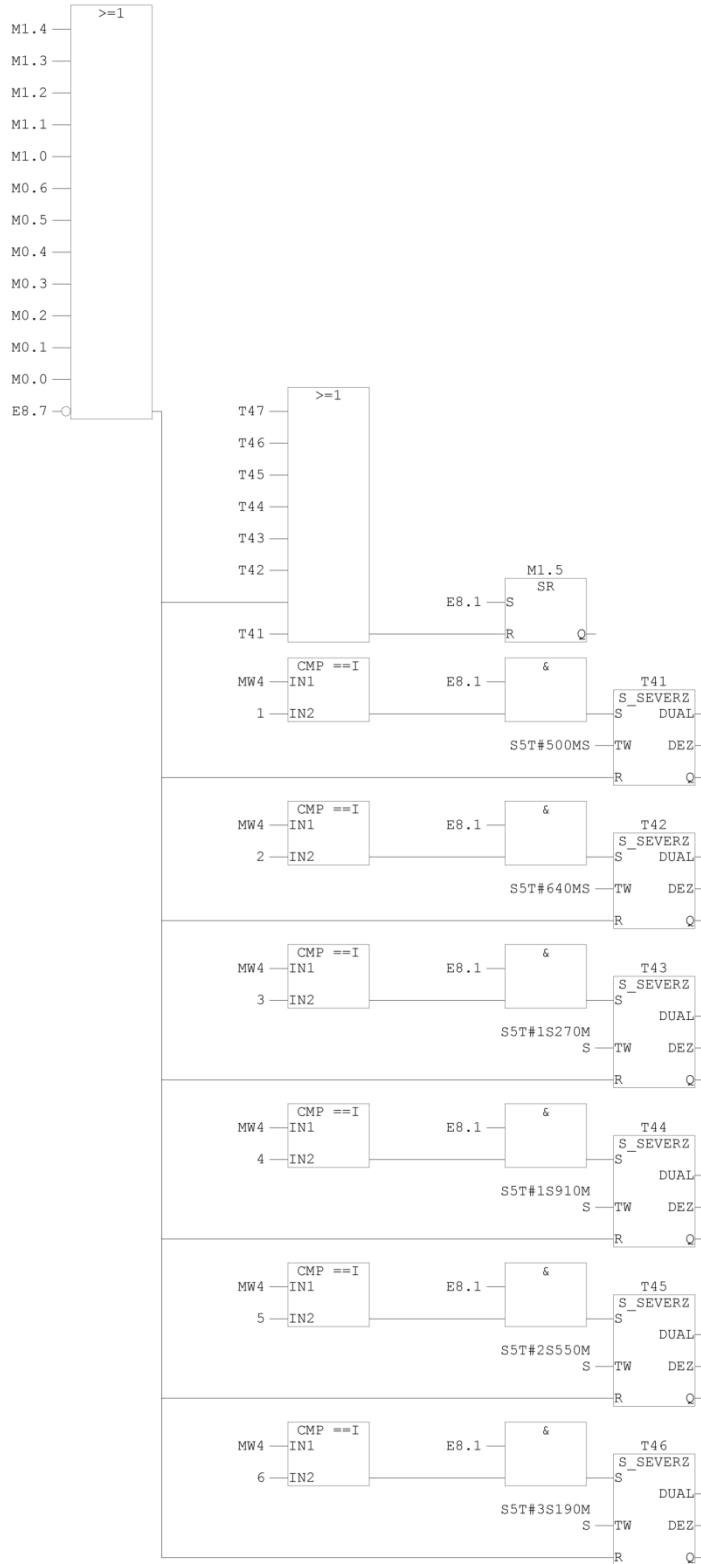 >=1
M1.4
M1.3
M1.2
M1.1
M1.0
M0.6
M0.5
M0.4
M0.3
M0.2
M0.1
M0.0
E8.7
>=1
T47
T46
T45
T44
T43
T42
T41
M1.5
SR
E8.1 S
R Q
CMP ==I
MW4 IN1
1 IN2
E8.1 &
T41
S_SEVERZ
S DUAL
S5T#500MS TW DEZ
R Q
CMP ==I
MW4 IN1
2 IN2
E8.1 &
T42
S_SEVERZ
S DUAL
S5T#640MS TW DEZ
R Q
CMP ==I
MW4 IN1
3 IN2
E8.1 &
T43
S_SEVERZ
S
DUAL
S5T#1S270M
S TW DEZ
R Q
CMP ==I
MW4 IN1
4 IN2
E8.1 &
T44
S_SEVERZ
S
DUAL
S5T#1S910M
S TW DEZ
R Q
CMP ==I
MW4 IN1
5 IN2
E8.1 &
T45
S_SEVERZ
S
DUAL
S5T#2S550M
S TW DEZ
R Q
CMP ==I
MW4 IN1
6 IN2
E8.1 &
T46
S_SEVERZ
S
DUAL
S5T#3S190M
S TW DEZ
R Q